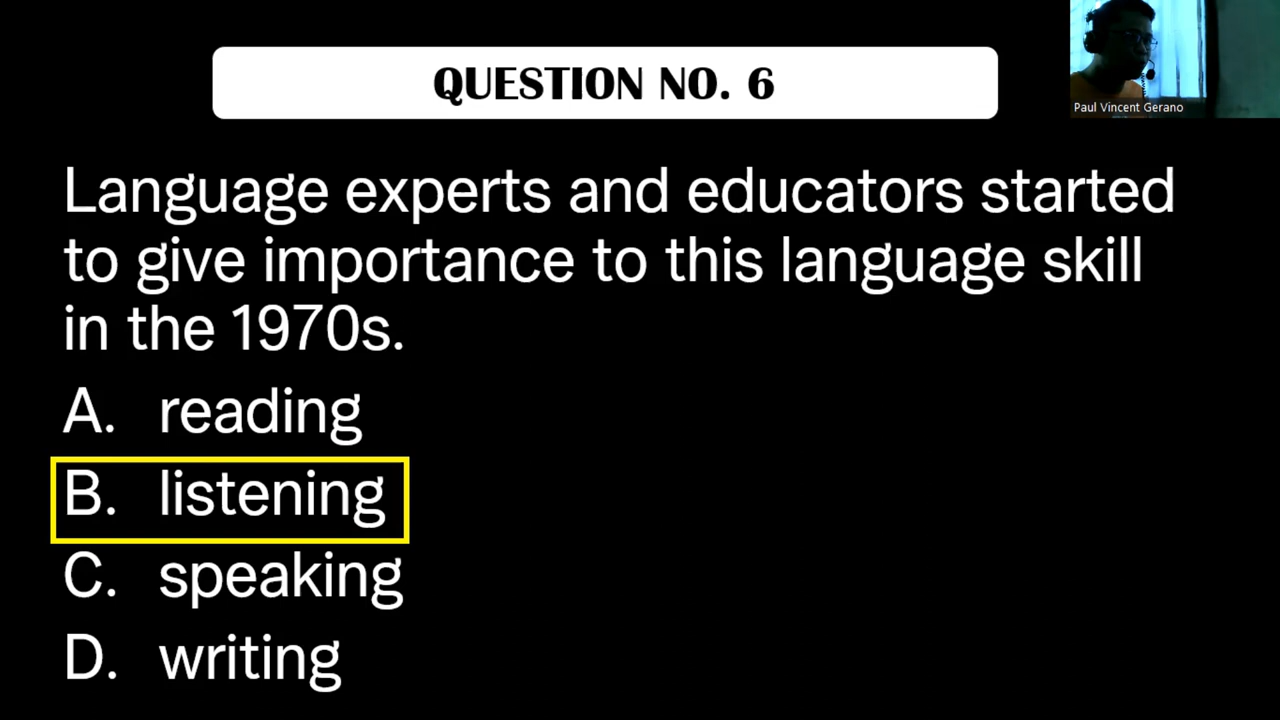 QUESTION NO. 6
Paul Vincent Gerano
Language experts and educators started
to give importance to this language skill
in the 1970s.
A. reading
B. listening
C. speaking
D. writing